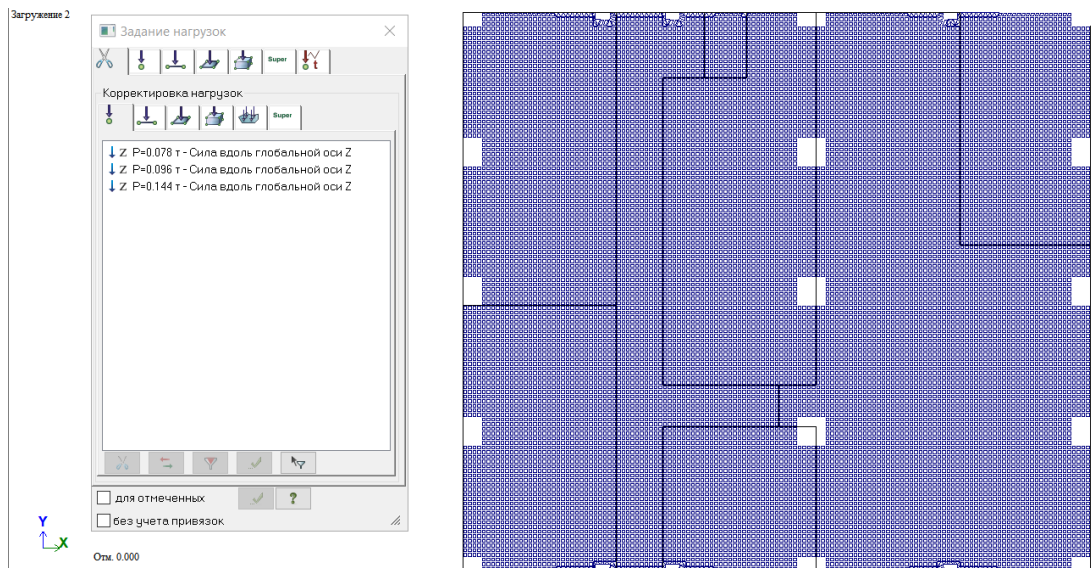 Загружение 2
Задание нагрузок
Super
t
Корректировка нагрузок
Super
Z P=0.078 т - Сила вдоль глобальной оси Z
Z P=0.096 т - Сила вдоль глобальной оси Z
Z P=0.144 т - Сила вдоль глобальной оси Z
для отмеченных
?
без учета привязок
Y
X
Отм. 0.000